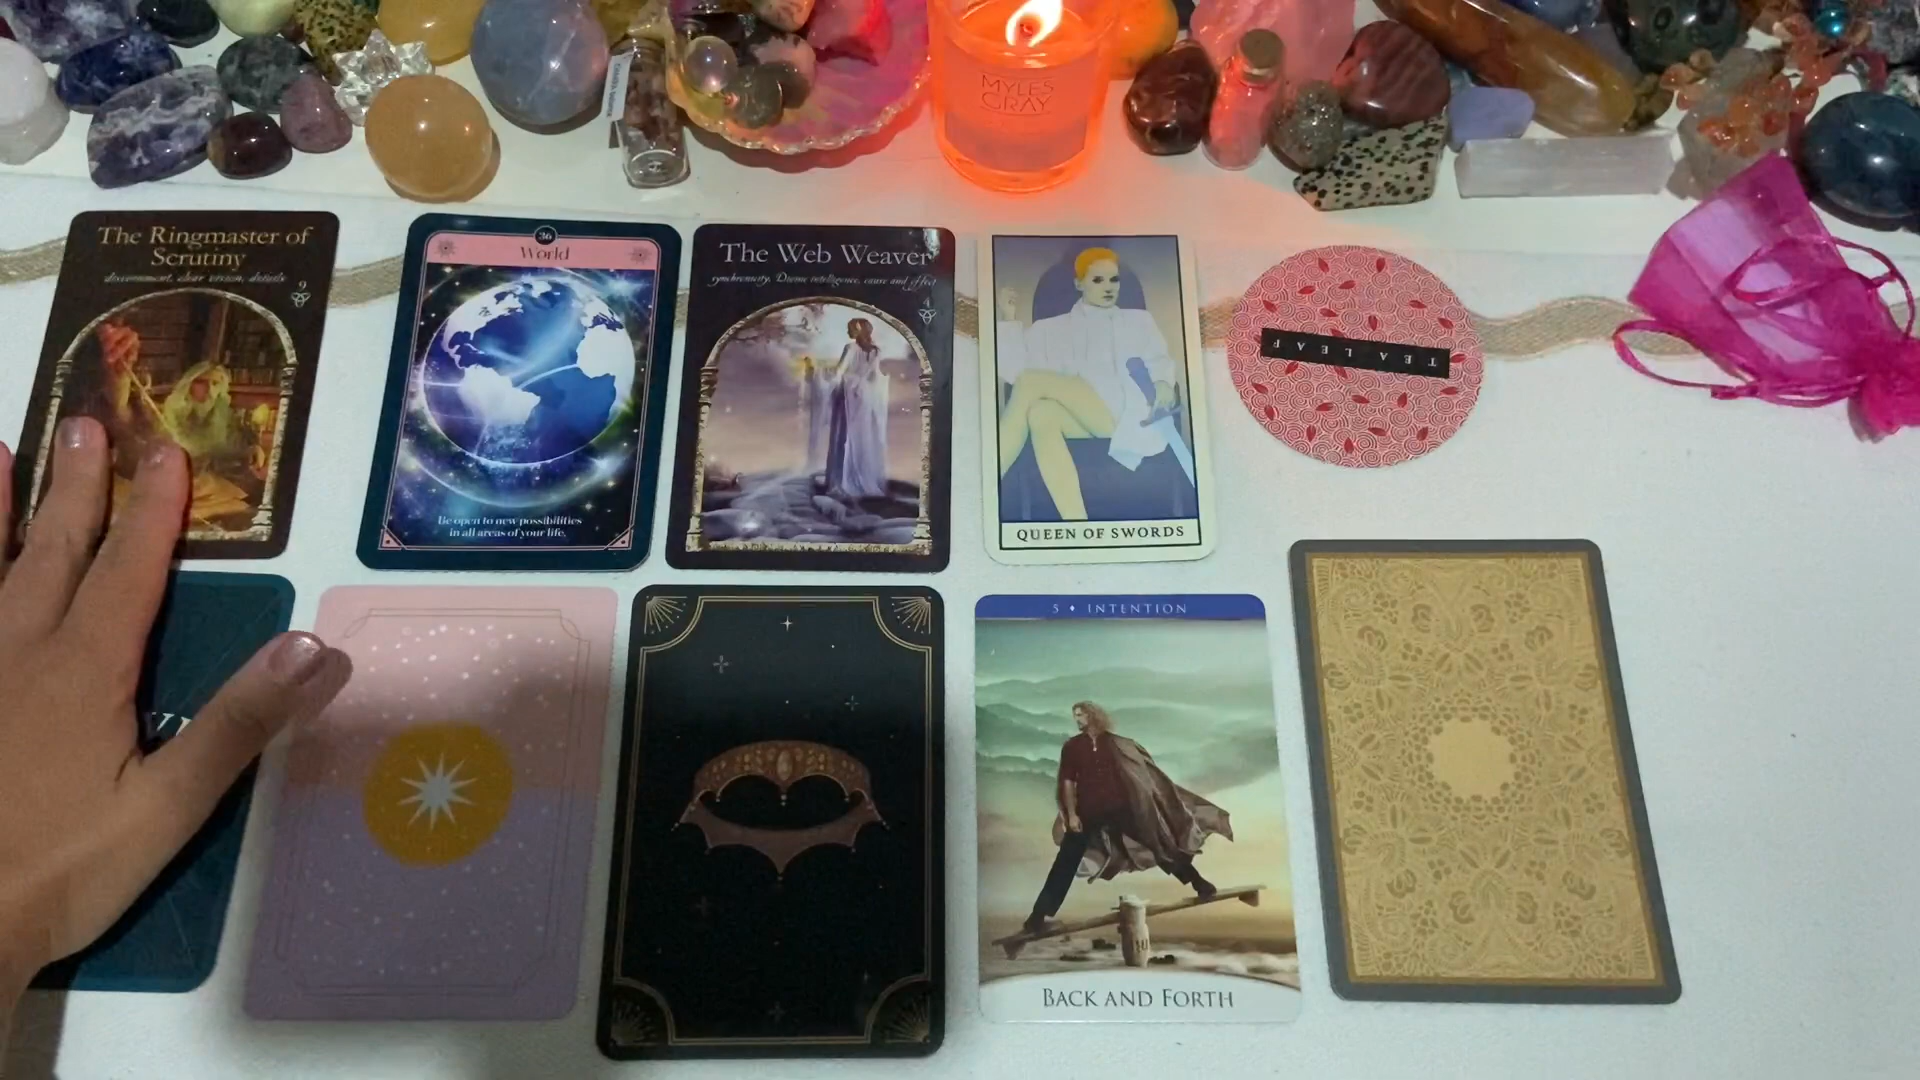 MYLES
GRAY
The Ringmaster of
Scrutiny
discernment, clear vision, details
9
36
World
Be open to new possibilities
in all areas of your life.
The Web Weaver
synchronicity, Divine intelligence, cause and effect
4
QUEEN OF SWORDS
TEA LEAF
5 ♦ INTENTION
BACK AND FORTH